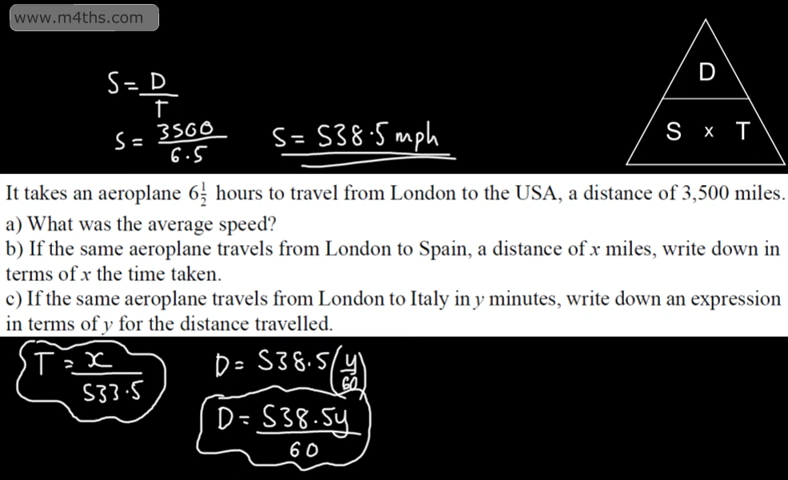 www.m4ths.com
S = D
T
S = 3500
6.5
S = 538.5 mph
D
S x T
It takes an aeroplane 6 1/2 hours to travel from London to the USA, a distance of 3,500 miles.
a) What was the average speed?
b) If the same aeroplane travels from London to Spain, a distance of x miles, write down in
terms of x the time taken.
c) If the same aeroplane travels from London to Italy in y minutes, write down an expression
in terms of y for the distance travelled.
T = x
533.5
D = 538.5(y
60)
D = 538.5y
60